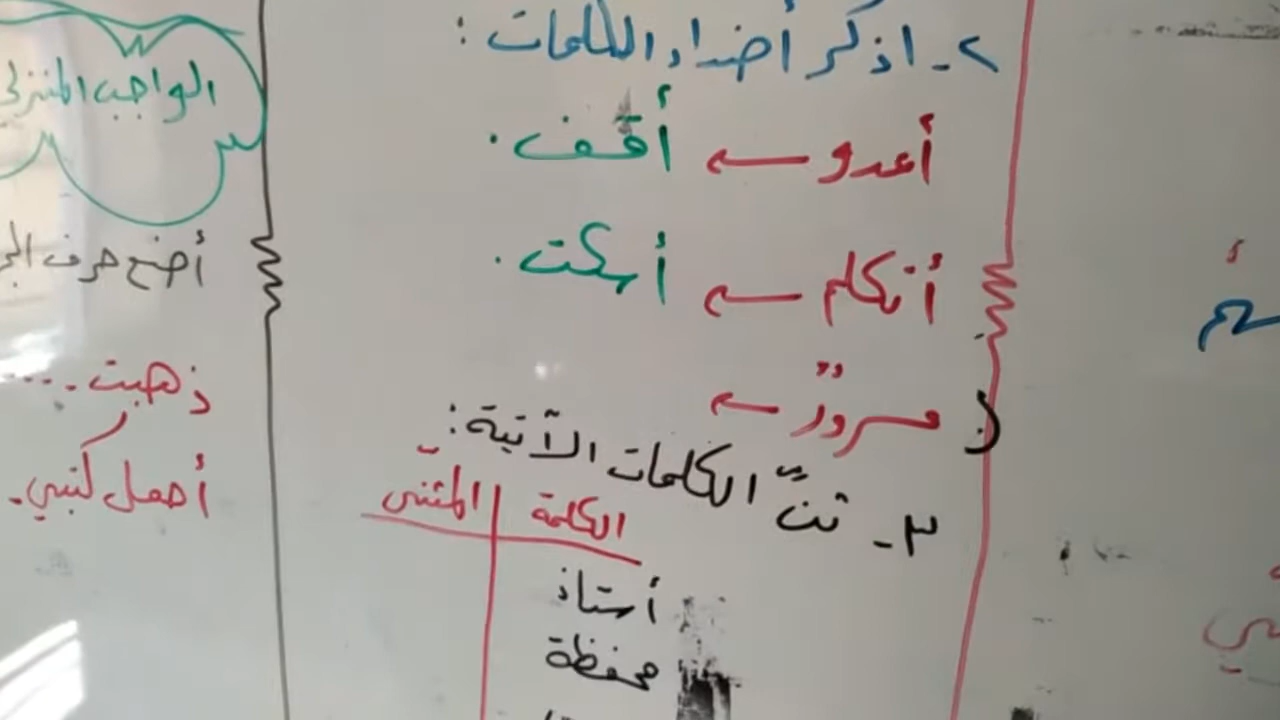 ٢- اذكر أضداد الكلمات :
أعدو ← أقف .
أتكلم ← أسكت .
مسرورٌ ←
٣- ثنِّ الكلمات الآتية :
الكلمة المثنى
أستاذ
محفظة
الواجب المنزلي
أضع حرف الجر
ذهبت ....
أحمل كتبي.